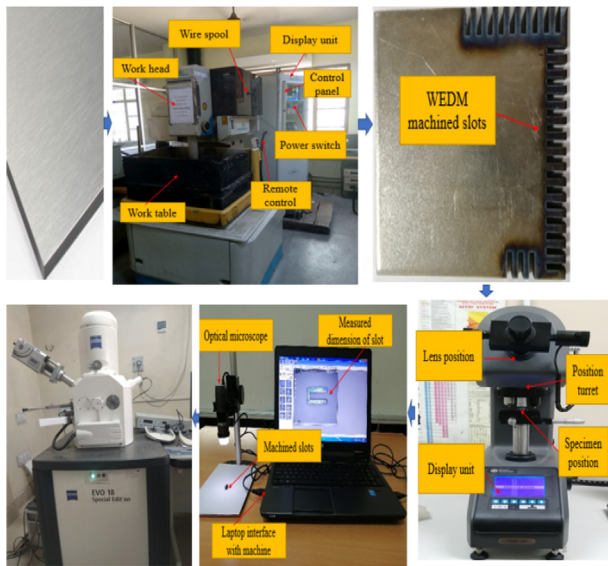 Wire spool
Display unit
Work head
Control
panel
Power switch
Remote
control
Work table
WEDM
machined slots
Optical microscope
Measured
dimension of slot
Machined slots
Laptop interface
with machine
EVO 18
Special Edition
Lens position
Position
turret
Specimen
position
Display unit